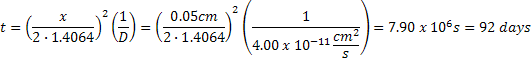 t = (x / 2 · 1.4064)² (1 / D) = (0.05cm / 2 · 1.4064)² (1 / 4.00 x 10⁻¹¹ cm² / s) = 7.90 x 10⁶s = 92 days